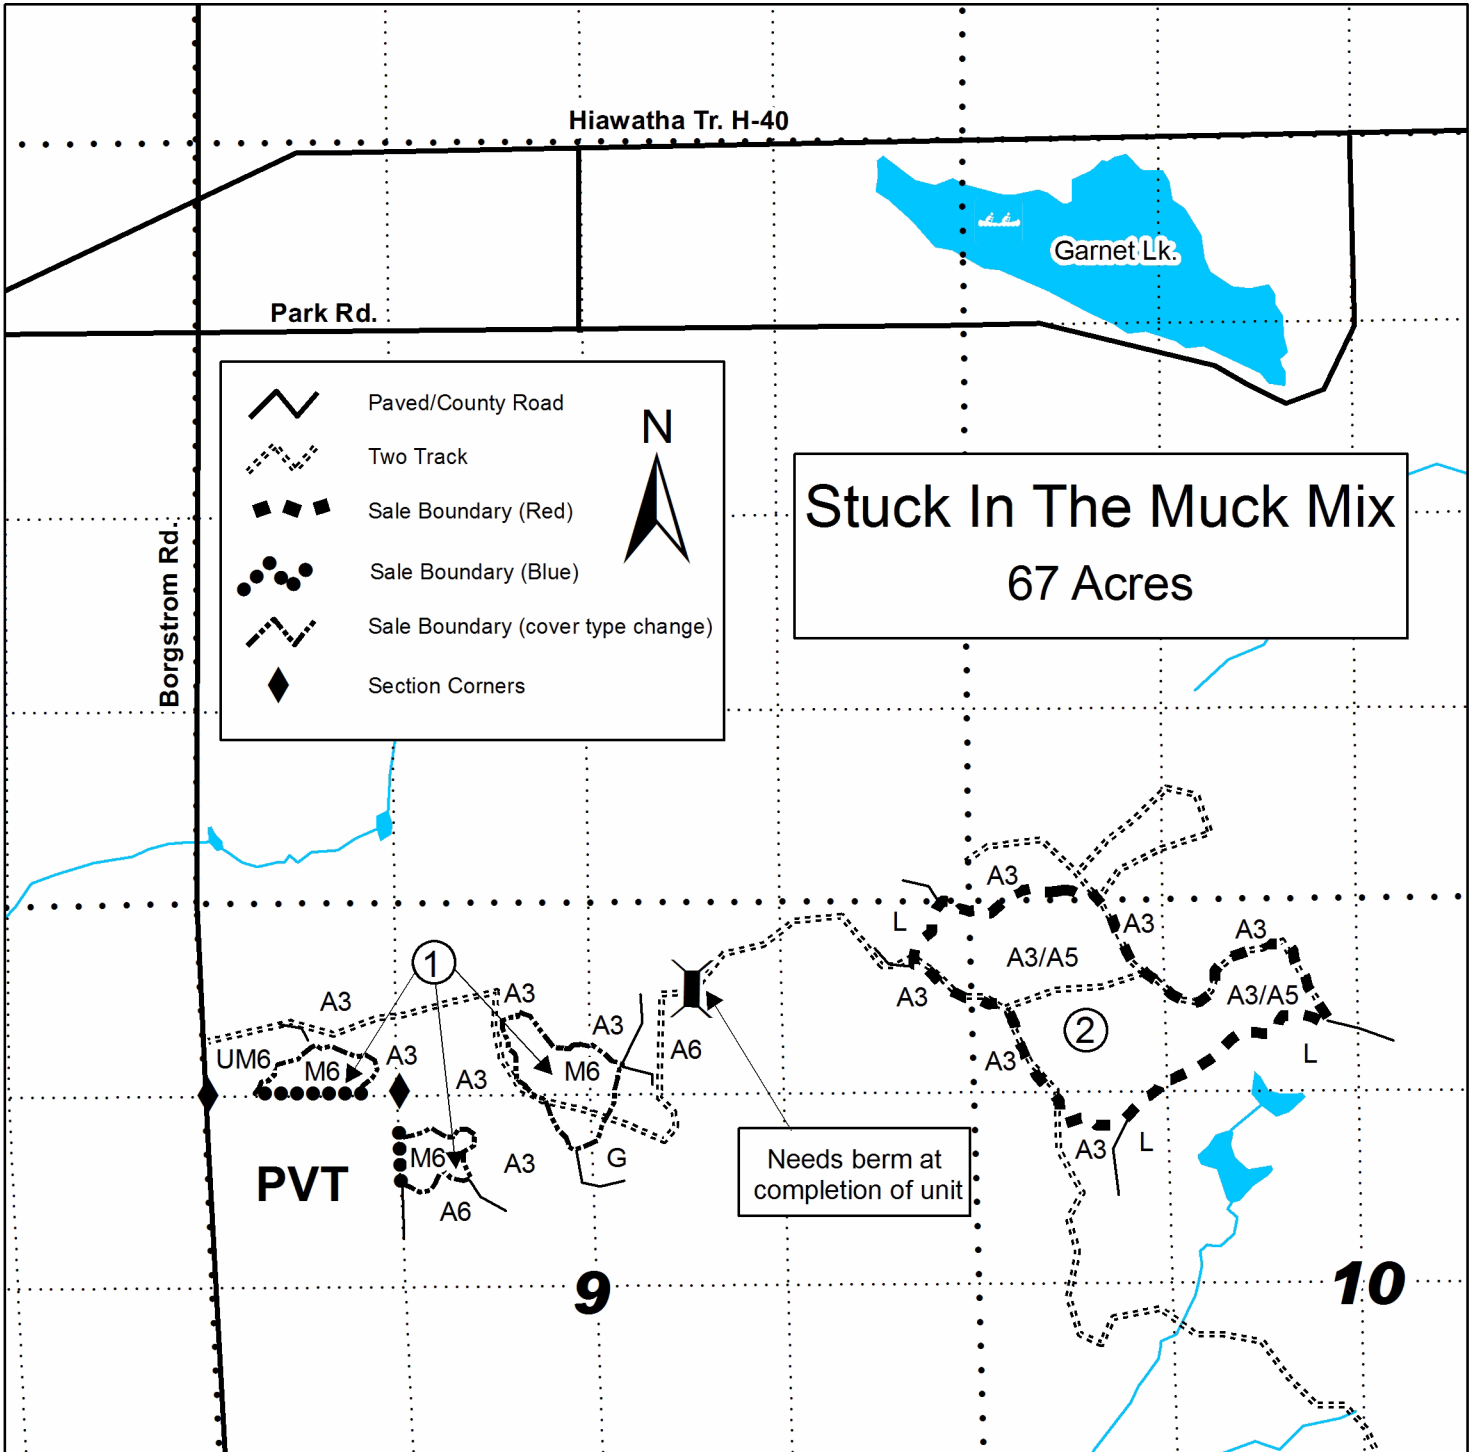 Hiawatha Tr. H-40
Garnet Lk.
Park Rd.
Borgstrom Rd.
Paved/County Road
Two Track
Sale Boundary (Red)
Sale Boundary (Blue)
Sale Boundary (cover type change)
Section Corners
N
Stuck In The Muck Mix
67 Acres
A3
L
A3
A3
A3/A5
1
A3
A3
A3
A3/A5
A3
2
UM6
M6
A3
A3
M6
A6
A3
L
M6
A3
G
A3
L
PVT
A6
Needs berm at
completion of unit
9
10